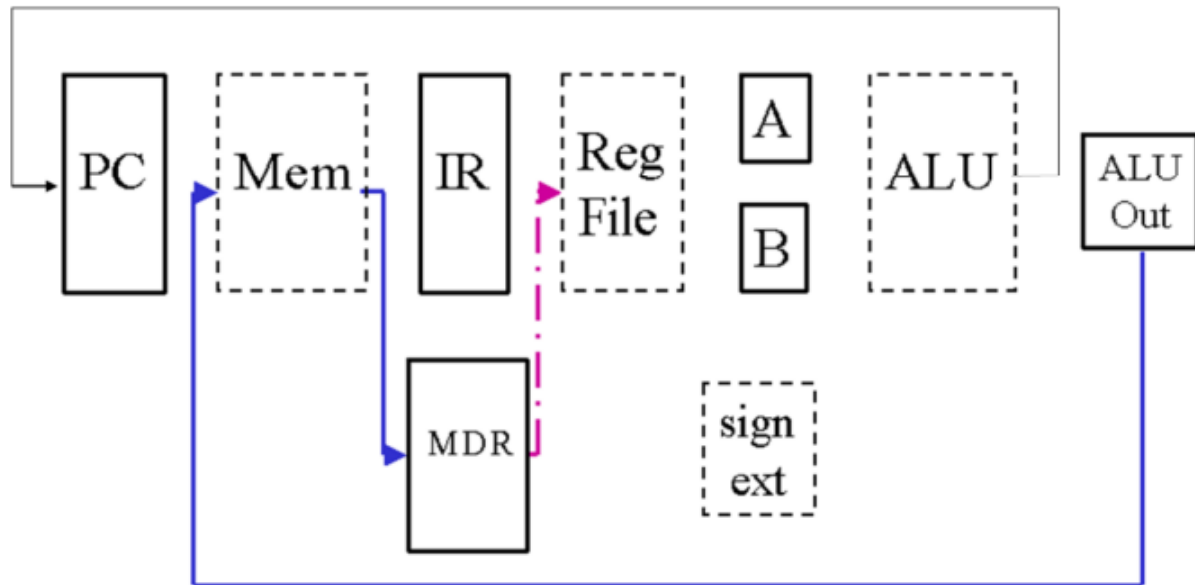 PC
Mem
IR
Reg
File
A
B
ALU
ALU
Out
MDR
sign
ext